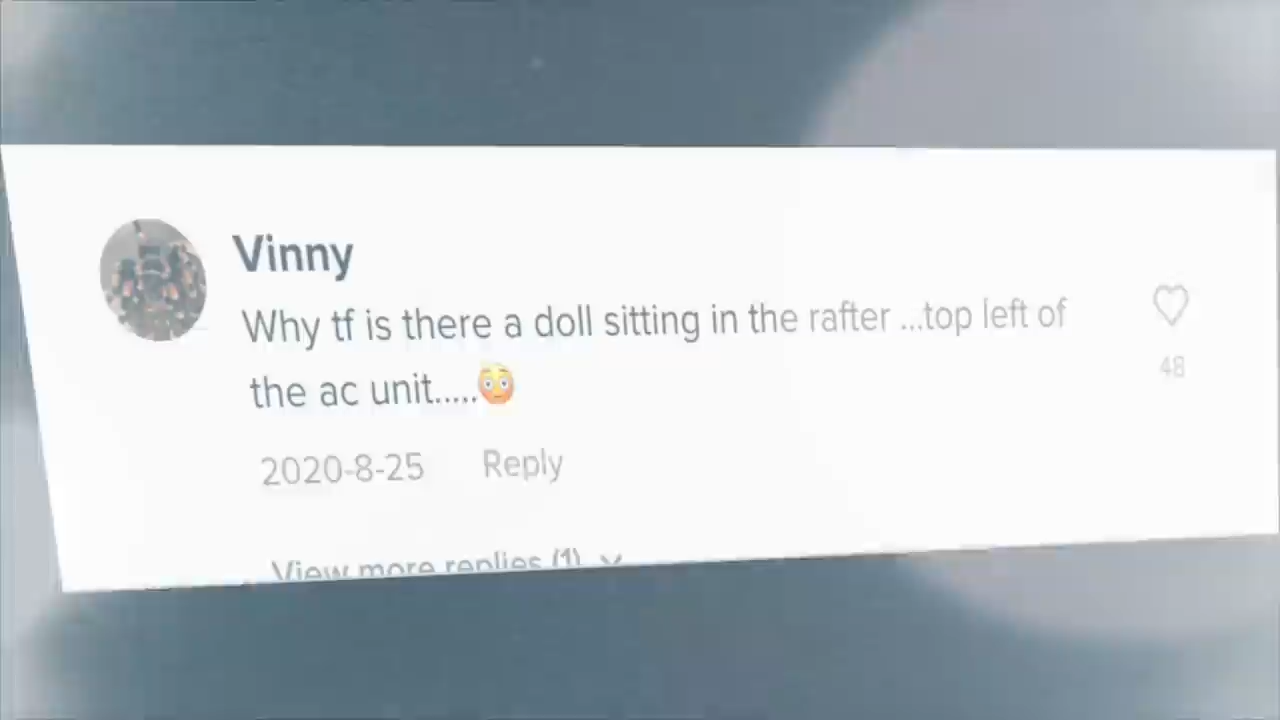 Vinny
Why tf is there a doll sitting in the rafter ...top left of
the ac unit.....😳
48
2020-8-25 Reply
View more replies (1)